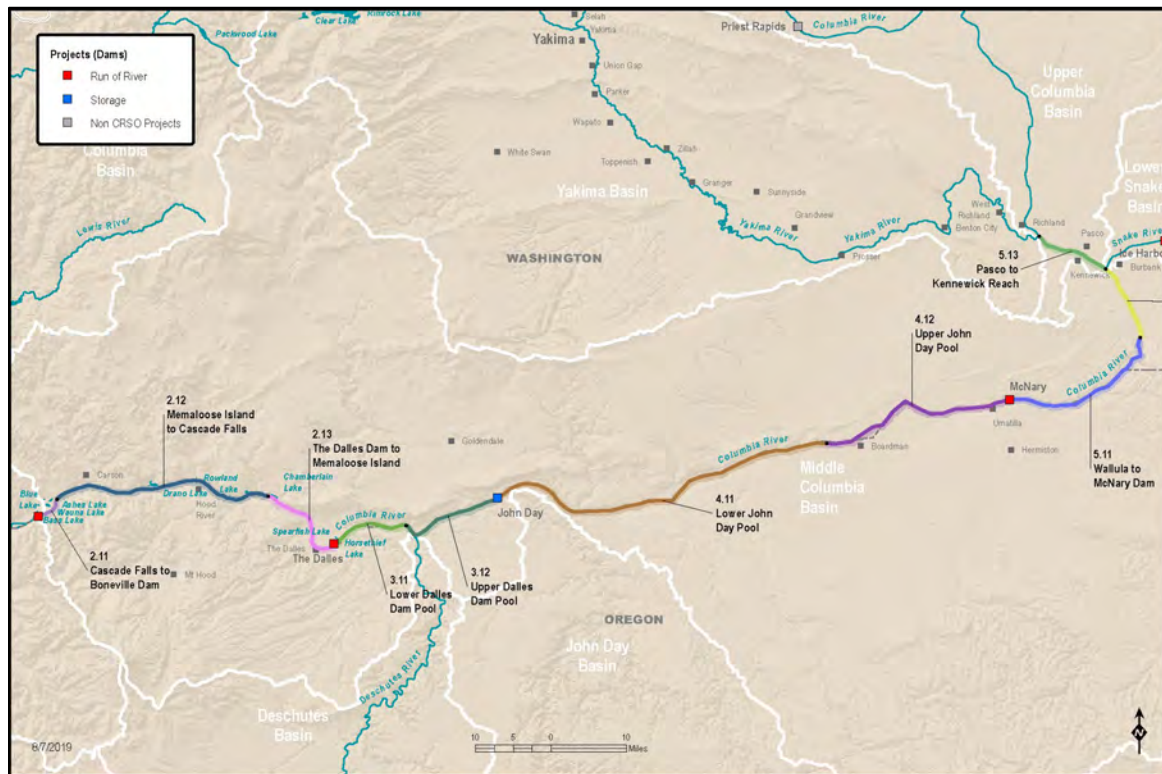 Rimrock Lake
Clear Lake
Packwood Lake
Projects (Dams)
Run of River
Storage
Non CRSO Projects
Columbia
Basin
Lewis River
Selah
Yakima
Yakima
Union Gap
Parker
Wapato
White Swan
Toppenish
Zillah
Granger
Sunnyside
Grandview
Yakima Basin
Yakima River
Yakima River
Prosser
Priest Rapids
Columbia River
Upper
Columbia
Basin
Lower
Snake
Basin
West
Richland
Benton City
Richland
Pasco
Kennewick
Snake River
Ice Harbo
Burbank
WASHINGTON
5.13
Pasco to
Kennewick Reach
4.12
Upper John
Day Pool
McNary
Columbia River
Umatilla
Hermiston
Boardman
5.11
Wallula to
McNary Dam
Columbia River
Middle
Columbia
Basin
4.11
Lower John
Day Pool
2.12
Memaloose Island
to Cascade Falls
2.13
The Dalles Dam to
Memaloose Island
Goldendale
Carson
Blue
Lake
Ashes Lake
Wauna Lake
Bass Lake
Drano Lake
Rowland
Lake
Hood
River
Chamberlain
Lake
Spearfish Lake
Columbia River
Horsethief
Lake
The Dalles
The Dalles
John Day
2.11
Cascade Falls to
Boneville Dam
Mt Hood
3.11
Lower Dalles
Dam Pool
3.12
Upper Dalles
Dam Pool
OREGON
John Day
Basin
Deschutes River
Deschutes
Basin
8/7/2019
10 5 0 10
Miles
N